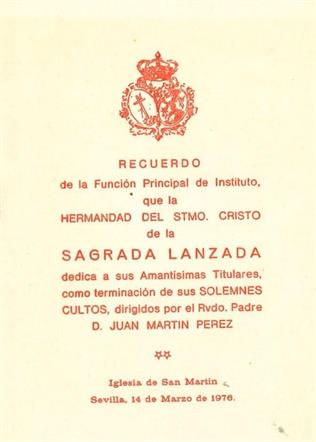 RECUERDO
de la Función Principal de Instituto,
que la
HERMANDAD DEL STMO. CRISTO
de la
SAGRADA LANZADA
dedica a sus Amantísimas Titulares,
como terminación de sus SOLEMNES
CULTOS, dirigidos por el Rvdo. Padre
D. JUAN MARTIN PEREZ
Iglesia de San Martín
Sevilla, 14 de Marzo de 1976.